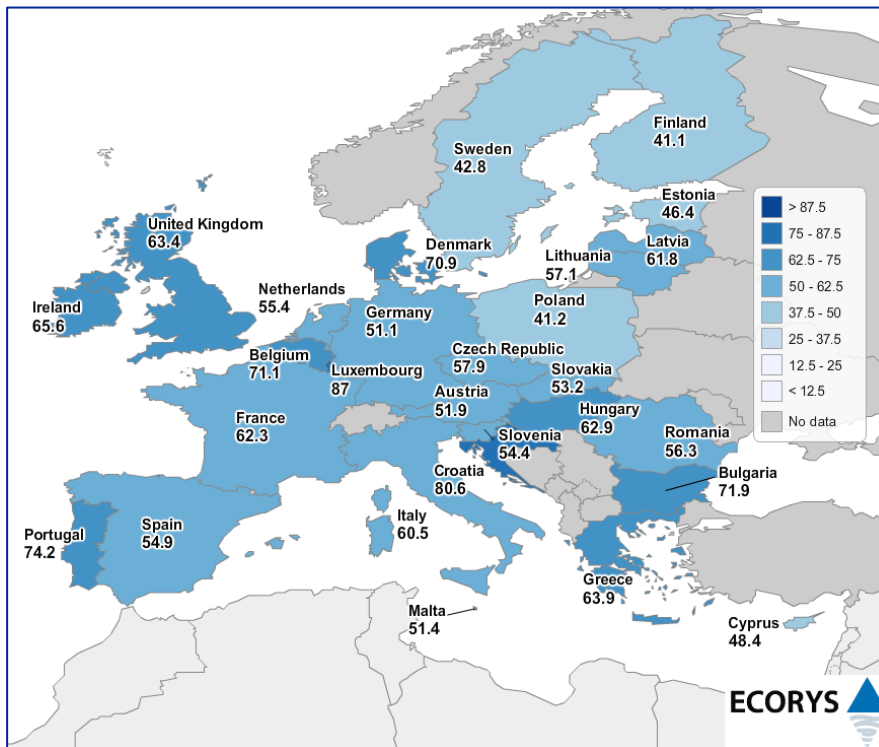 Finland
41.1
Sweden
42.8
Estonia
46.4
> 87.5
75 - 87.5
62.5 - 75
50 - 62.5
37.5 - 50
25 - 37.5
12.5 - 25
< 12.5
No data
United Kingdom
63.4
Denmark
70.9
Latvia
61.8
Lithuania
57.1
Netherlands
55.4
Ireland
65.6
Germany
51.1
Poland
41.2
Belgium
71.1
Luxembourg
87
Czech Republic
57.9
Slovakia
53.2
Austria
51.9
France
62.3
Hungary
62.9
Slovenia
54.4
Romania
56.3
Croatia
80.6
Bulgaria
71.9
Portugal
74.2
Spain
54.9
Italy
60.5
Greece
63.9
Malta
51.4
Cyprus
48.4
ECORYS